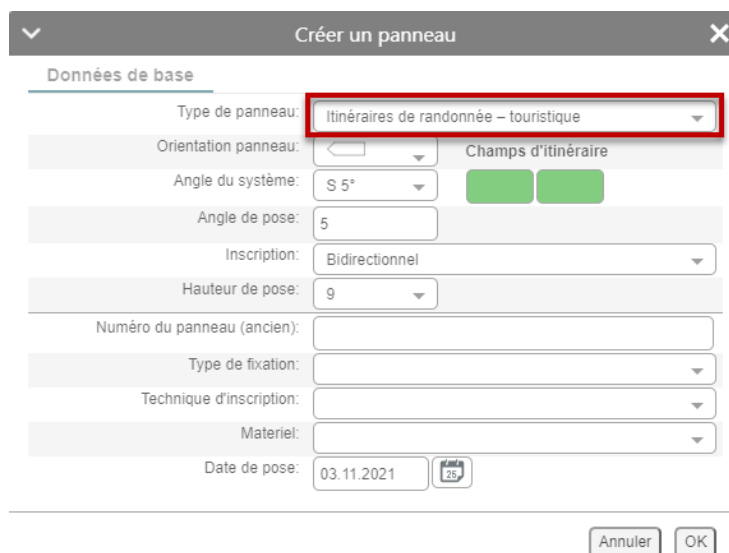 Créer un panneau
Données de base
Type de panneau: Itinéraires de randonnée – touristique
Orientation panneau: Champs d'itinéraire
Angle du système: S 5°
Angle de pose: 5
Inscription: Bidirectionnel
Hauteur de pose: 9
Numéro du panneau (ancien):
Type de fixation:
Technique d'inscription:
Materiel:
Date de pose: 03.11.2021 25
Annuler OK